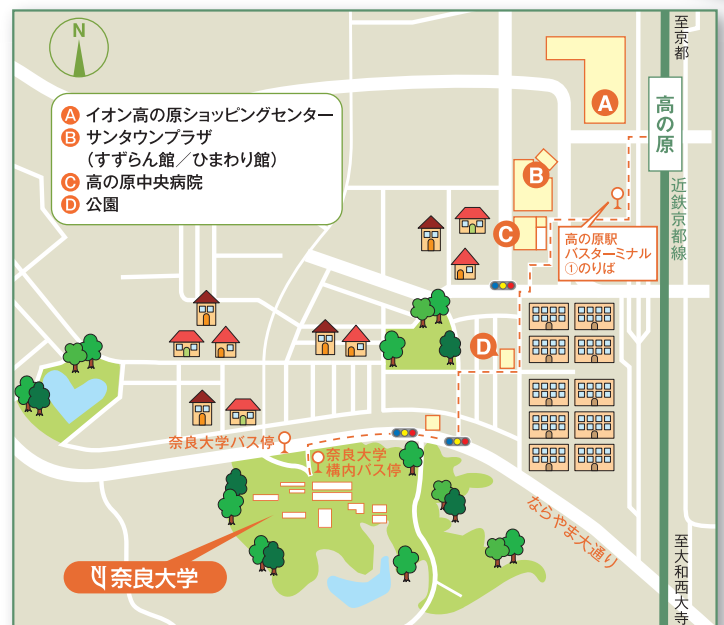 N
至京都
A イオン高の原ショッピングセンター
B サンタウンプラザ
(すずらん館／ひまわり館)
C 高の原中央病院
D 公園
A
高の原
近鉄京都線
B
C
高の原駅
バスターミナル
①のりば
D
奈良大学バス停
奈良大学
構内バス停
ならやま大通り
奈良大学
至大和西大寺